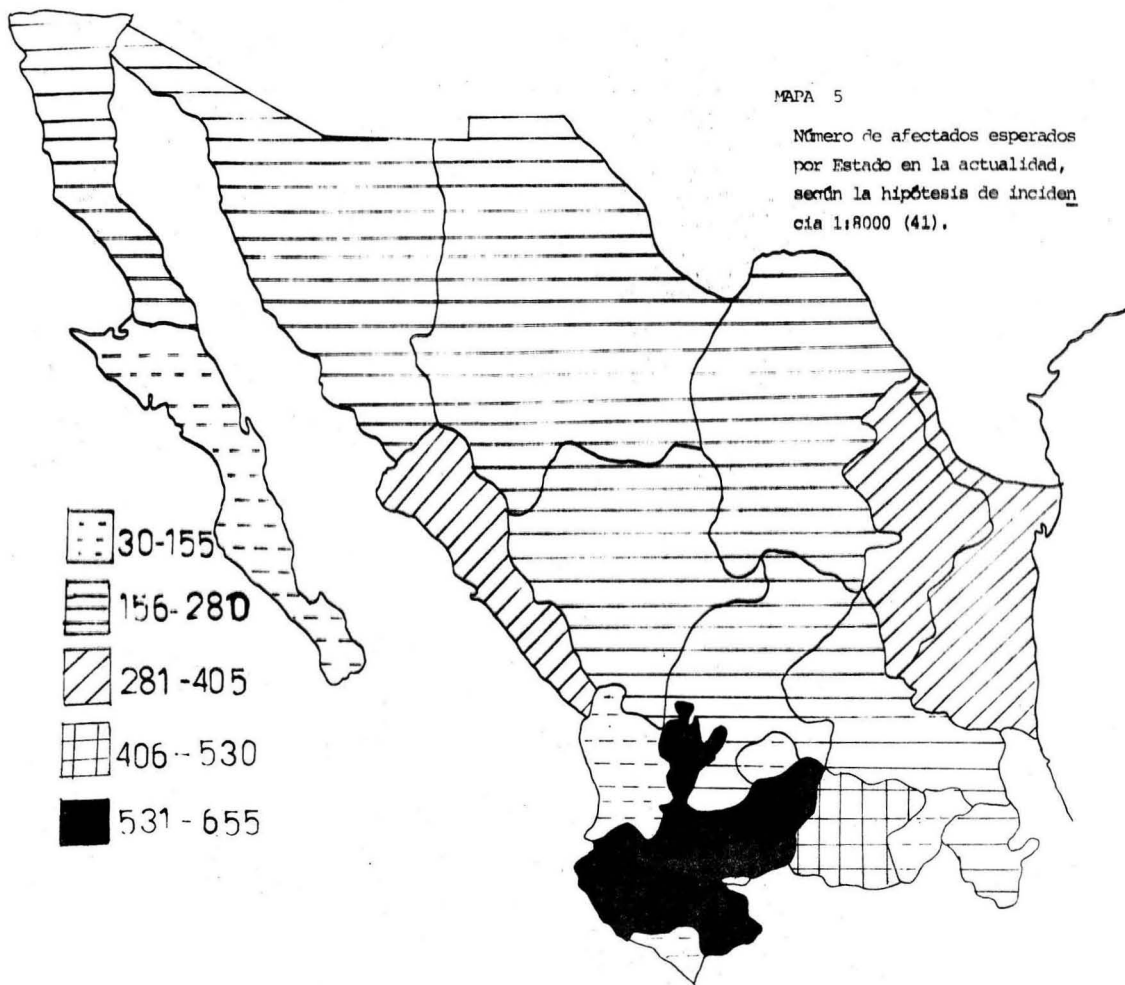 MAPA 5
Número de afectados esperados
por Estado en la actualidad,
según la hipótesis de inciden
cia 1:8000 (41).
30-155
156-280
281-405
406-530
531-655